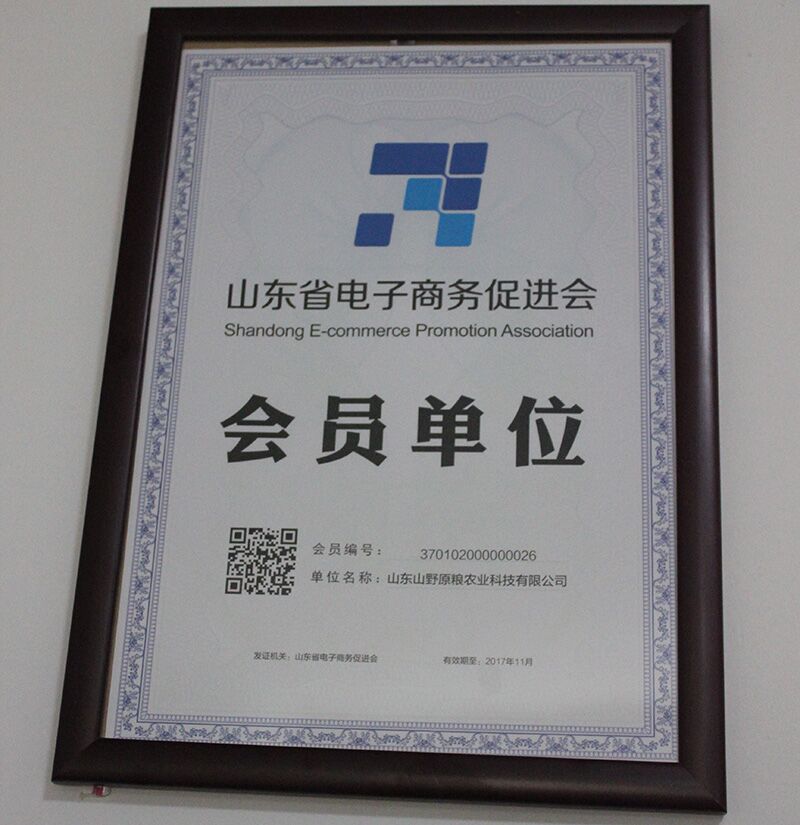 山东省电子商务促进会
Shandong E-commerce Promotion Association
会员单位
会员编号： 370102000000026
单位名称：山东山野原粮农业科技有限公司
发证机关：山东省电子商务促进会 有效期至：2017年11月